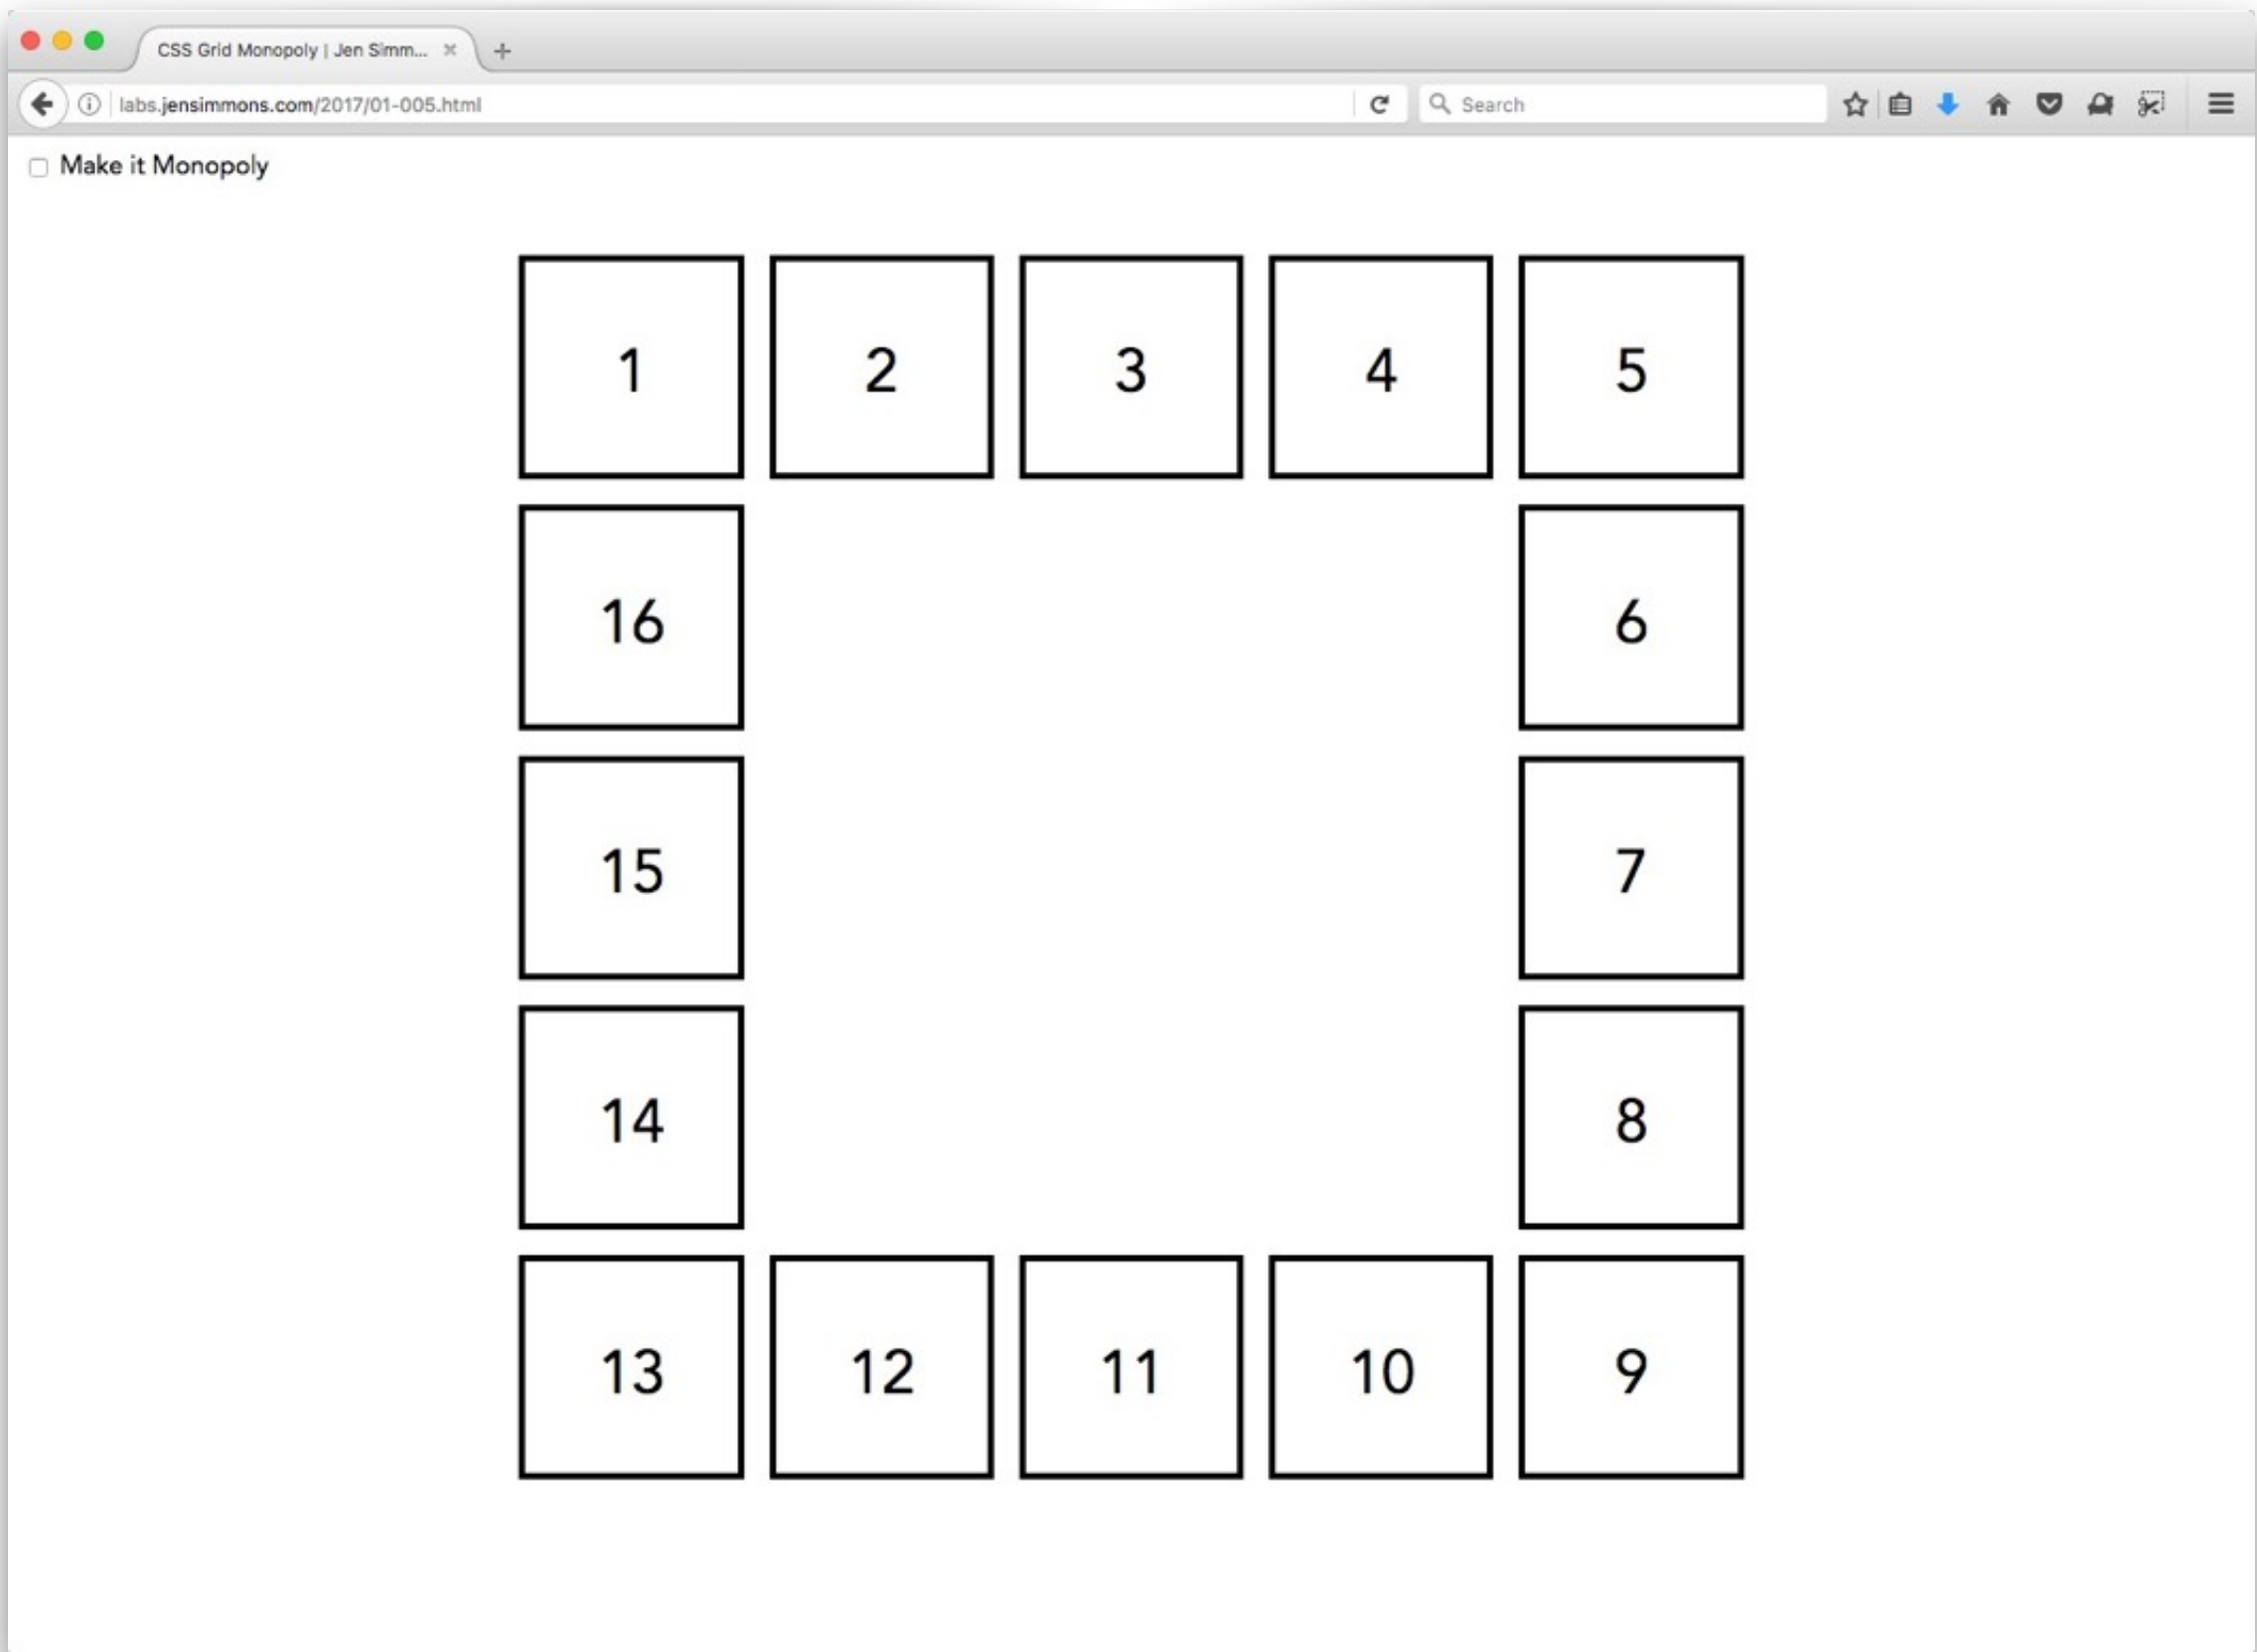 CSS Grid Monopoly | Jen Simm...
labs.jensimmons.com/2017/01-005.html
Search
Make it Monopoly
1 2 3 4 5
16 6
15 7
14 8
13 12 11 10 9